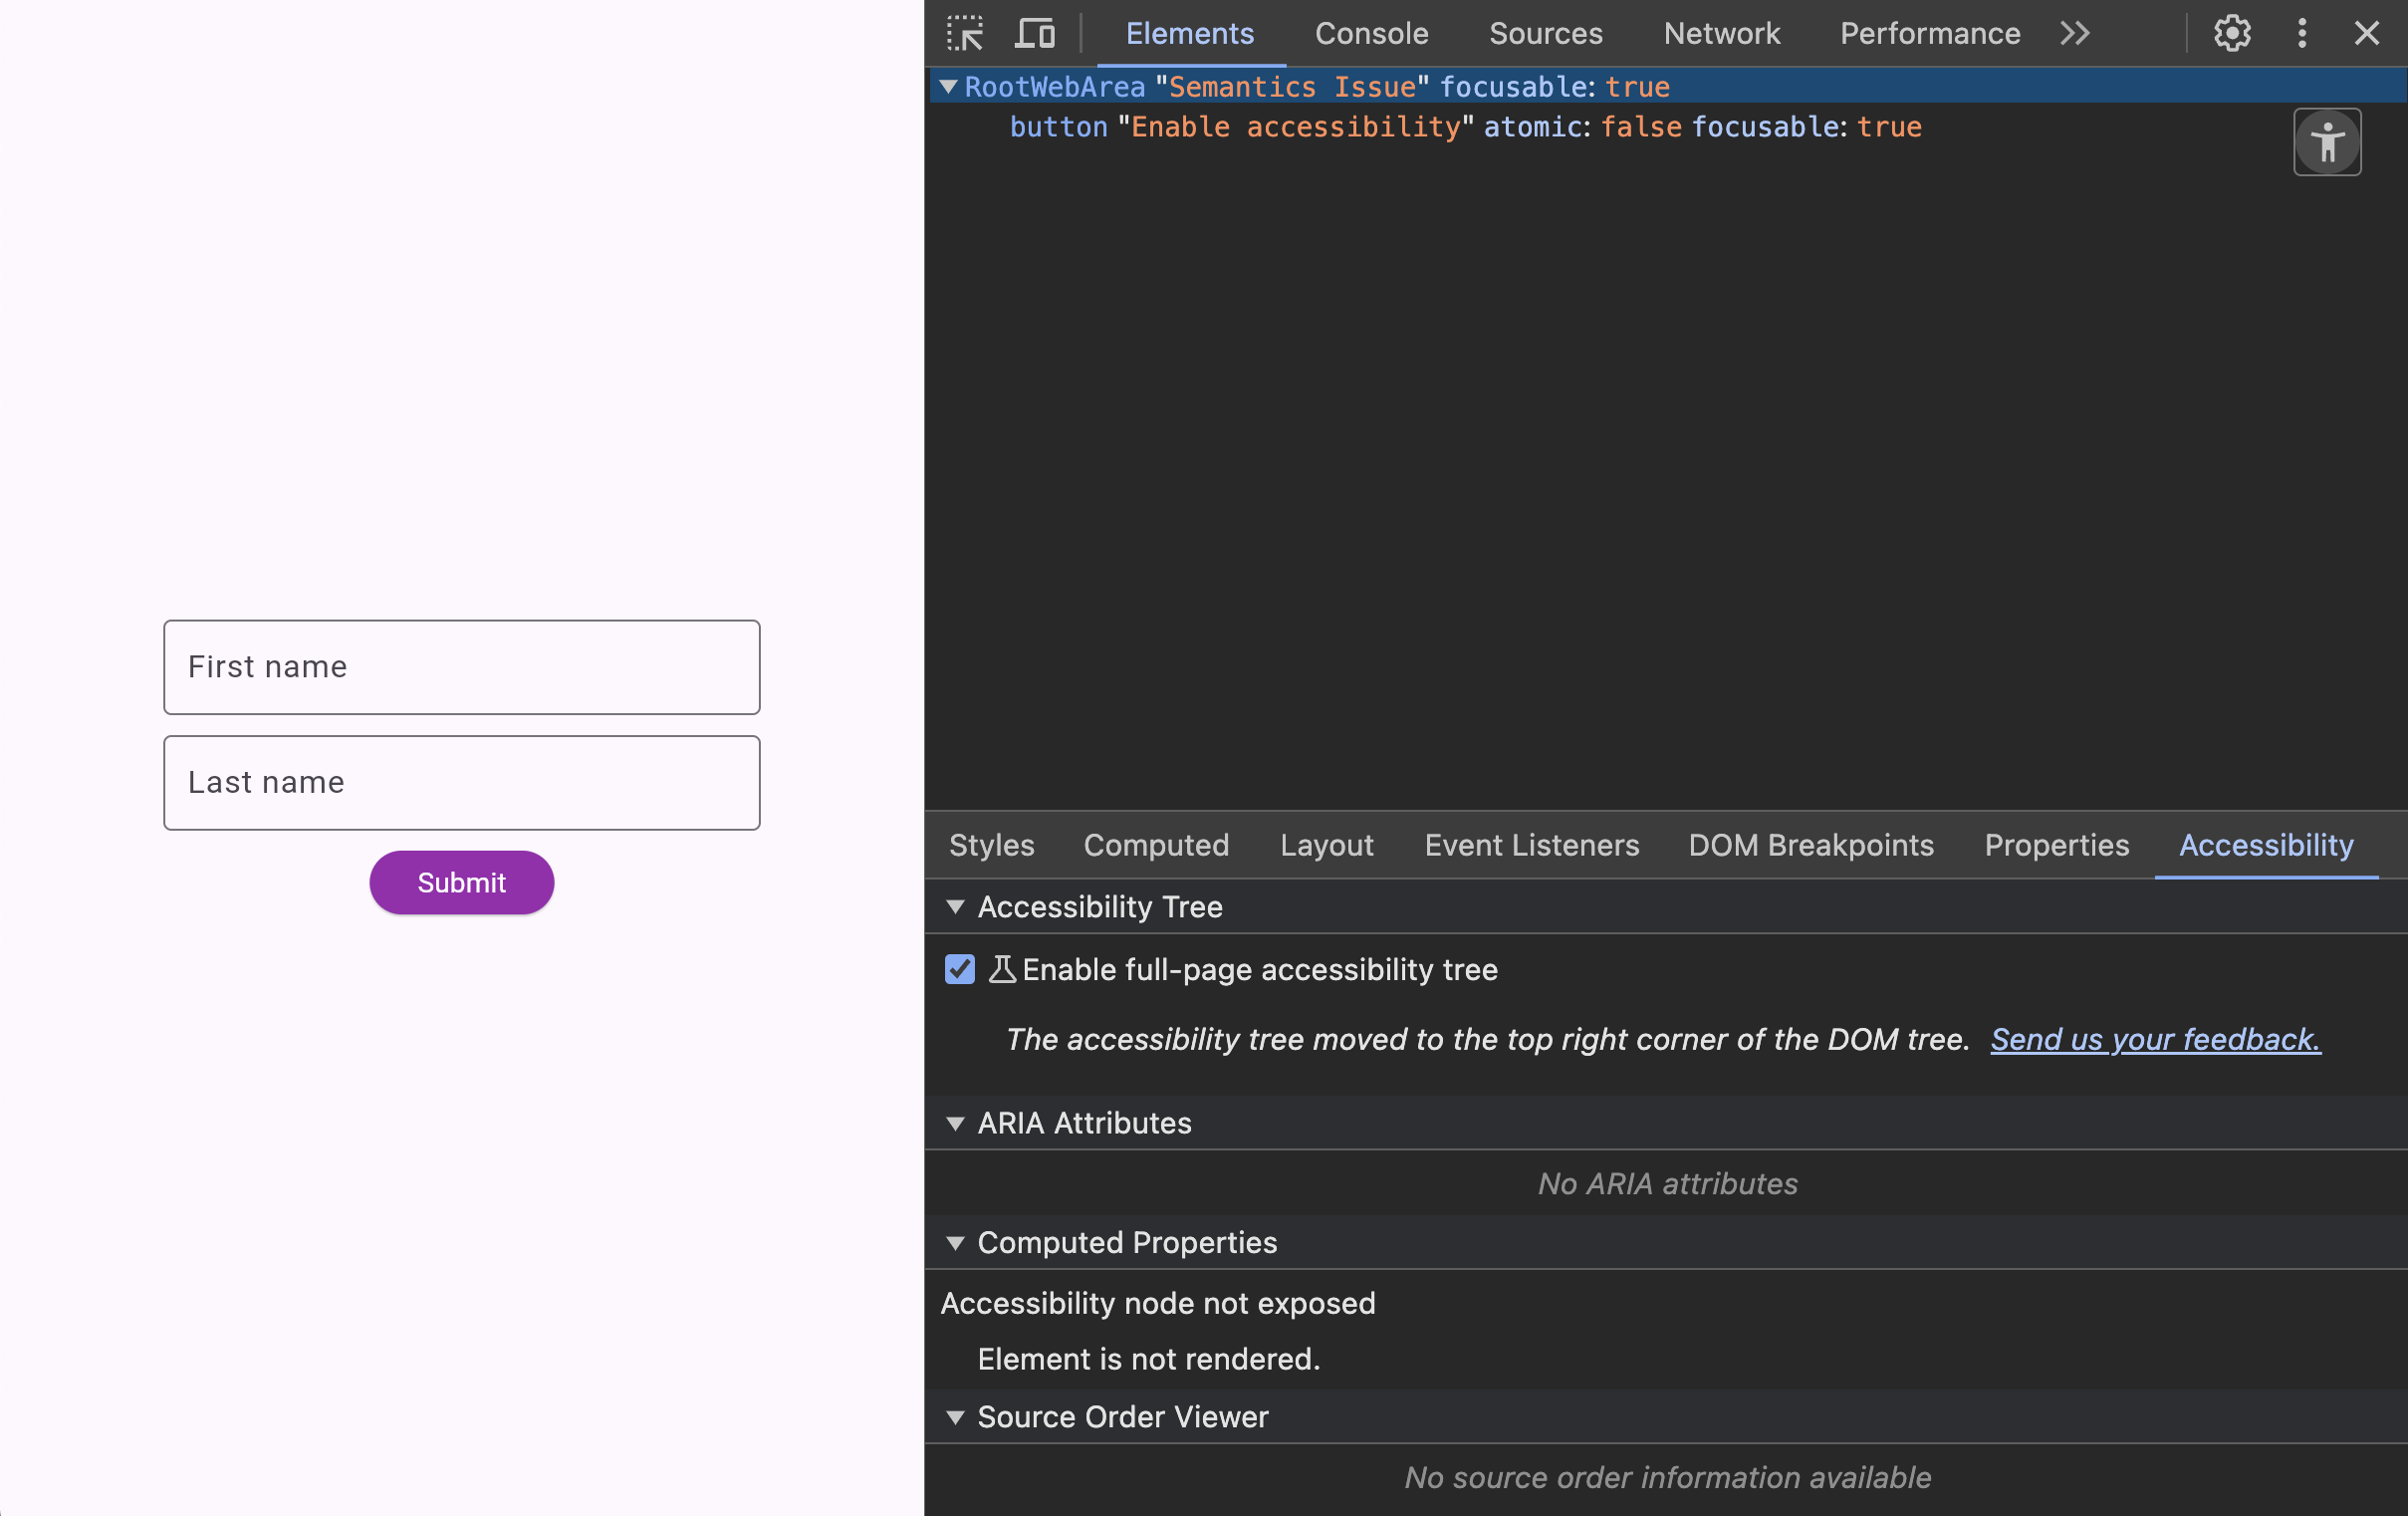 First name
Last name
Submit
Elements Console Sources Network Performance
RootWebArea "Semantics Issue" focusable: true
button "Enable accessibility" atomic: false focusable: true
Styles Computed Layout Event Listeners DOM Breakpoints Properties Accessibility
Accessibility Tree
Enable full-page accessibility tree
The accessibility tree moved to the top right corner of the DOM tree. Send us your feedback.
ARIA Attributes
No ARIA attributes
Computed Properties
Accessibility node not exposed
Element is not rendered.
Source Order Viewer
No source order information available